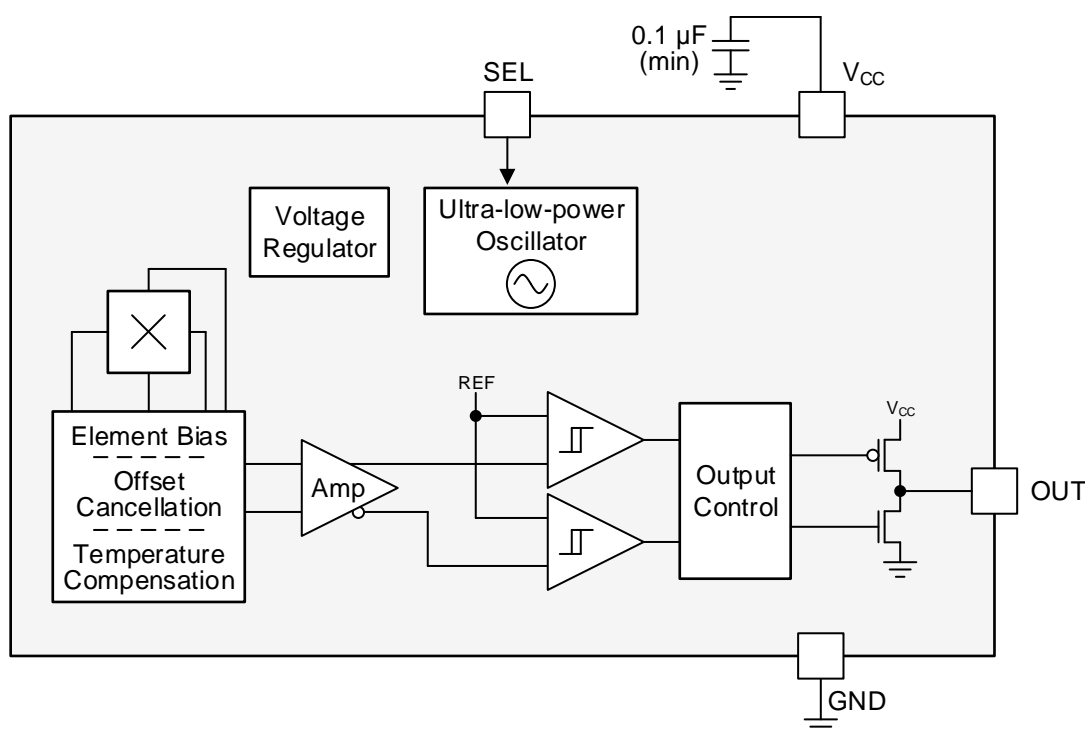 0.1 µF
(min)
SEL
VCC
Voltage
Regulator
Ultra-low-power
Oscillator
REF
VCC
Element Bias
Offset
Cancellation
Temperature
Compensation
Amp
Output
Control
OUT
GND